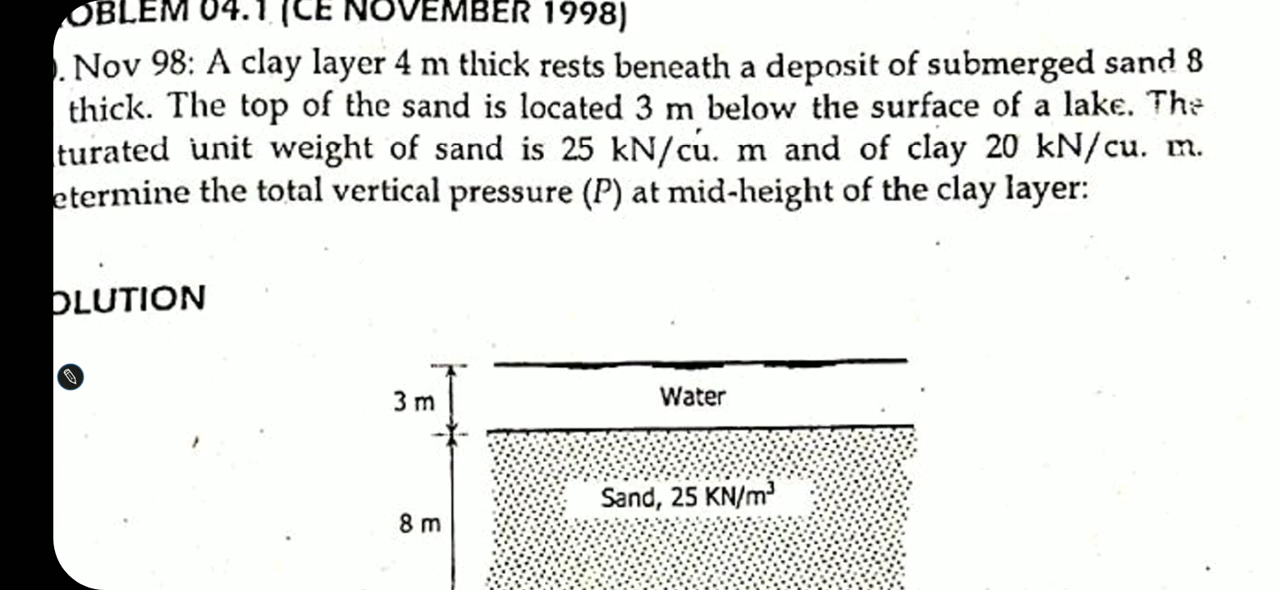 OBLEM 04.1 (CE NOVEMBER 1998)
. Nov 98: A clay layer 4 m thick rests beneath a deposit of submerged sand 8
thick. The top of the sand is located 3 m below the surface of a lake. The
turated unit weight of sand is 25 kN/cu. m and of clay 20 kN/cu. m.
etermine the total vertical pressure (P) at mid-height of the clay layer:
OLUTION
3 m
Water
Sand, 25 KN/m³
8 m